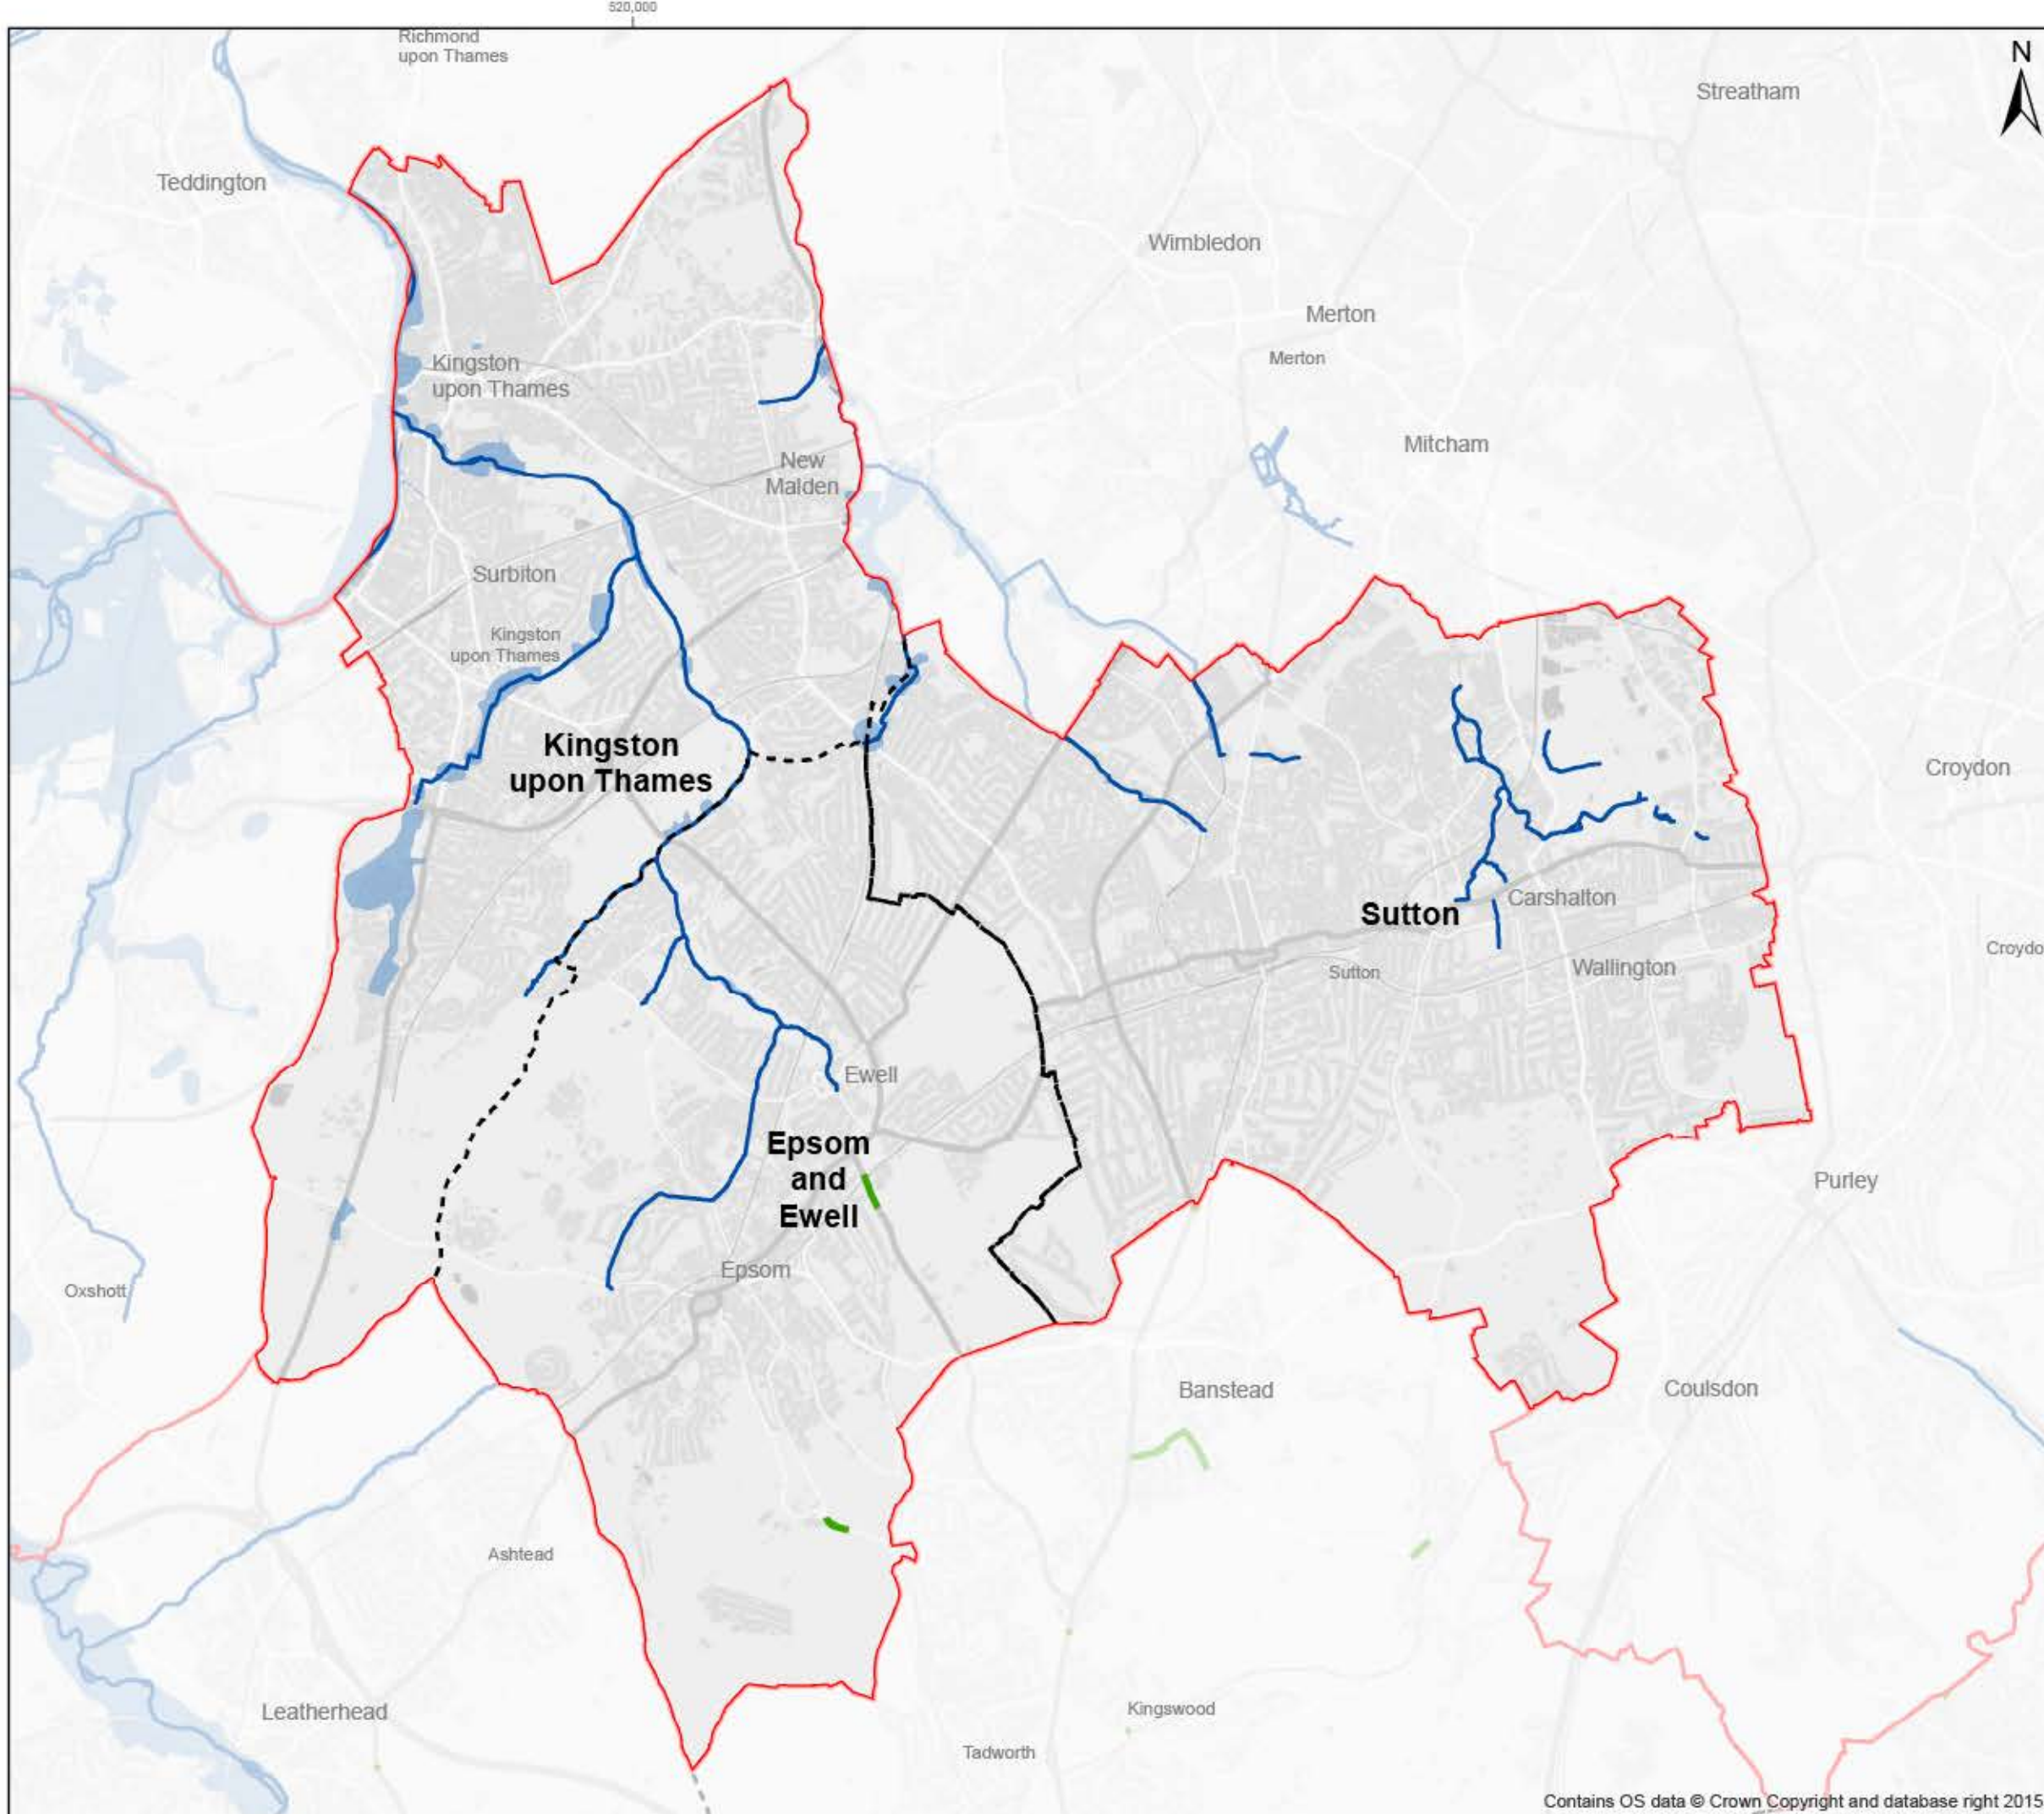 520,000
Richmond
upon Thames
N
Streatham
Teddington
Wimbledon
Merton
Merton
Kingston
upon Thames
Mitcham
New
Malden
Surbiton
Kingston
upon Thames
Kingston
upon Thames
Croydon
Carshalton
Sutton
Croydo
Wallington
Sutton
Ewell
Epsom
and
Ewell
Purley
Epsom
Oxshott
Banstead
Coulsdon
Ashtead
Leatherhead
Kingswood
Tadworth
Contains OS data © Crown Copyright and database right 2015